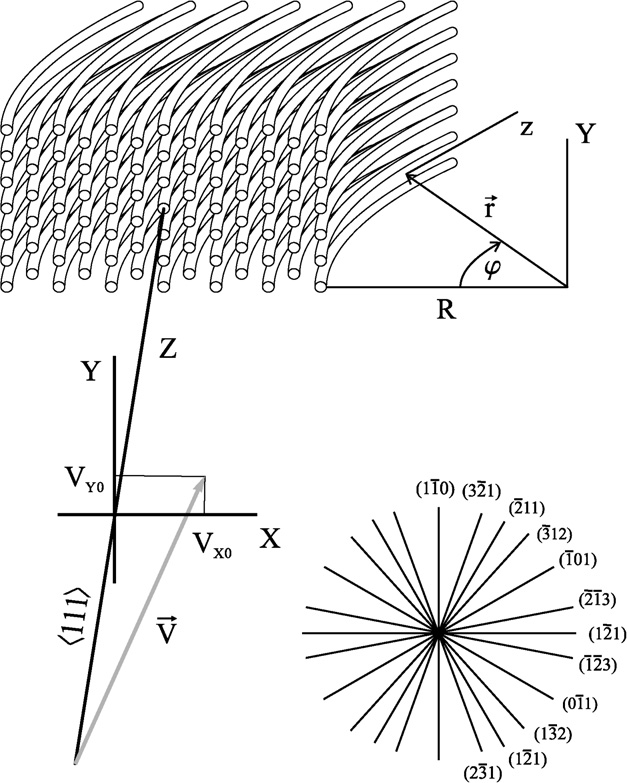 z
Y
r⃗
φ
R
Z
Y
V_Y0
X
V_X0
⟨111⟩
V⃗
(11̄0)
(32̄1)
(2̄11)
(3̄12)
(1̄01)
(2̄1̄3)
(12̄1)
(1̄2̄3)
(01̄1)
(13̄2)
(12̄1)
(23̄1)